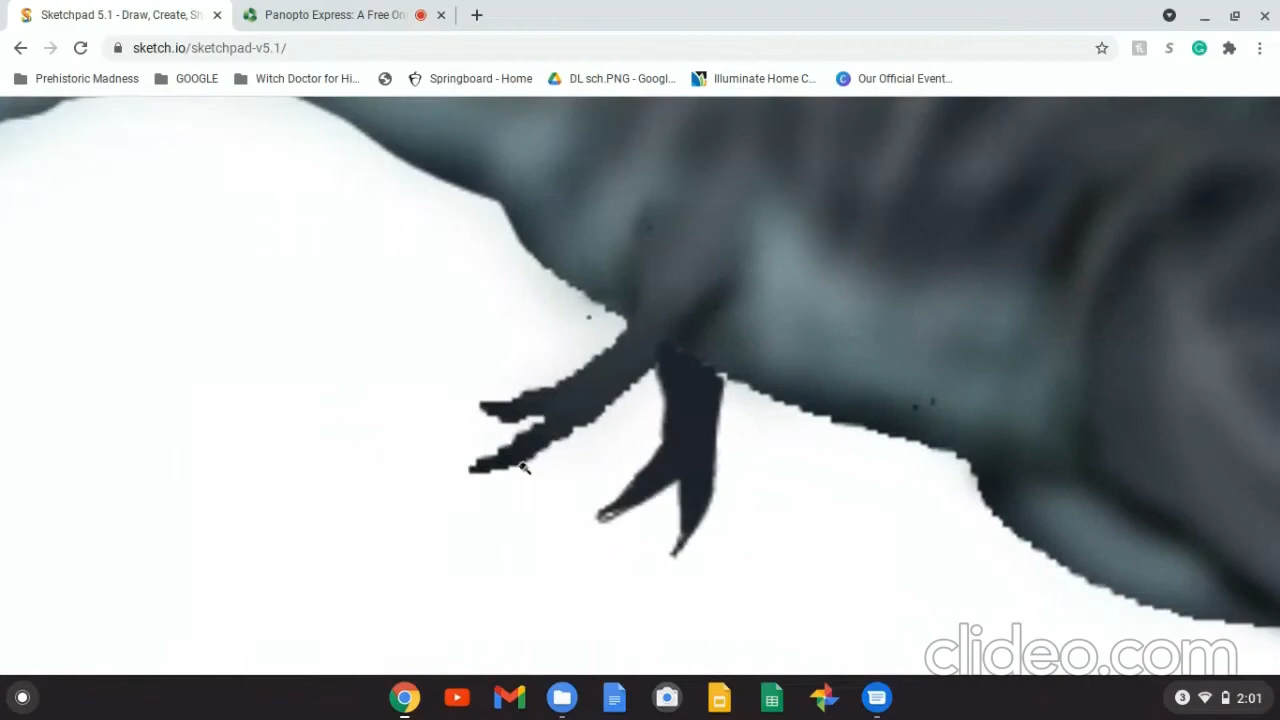 Sketchpad 5.1 - Draw, Create, Sh
Panopto Express: A Free On
sketch.io/sketchpad-v5.1/
Prehistoric Madness
GOOGLE
Witch Doctor for Hi...
Springboard - Home
DL sch.PNG - Googl...
Illuminate Home C...
Our Official Event...
clideo.com
3
2:01